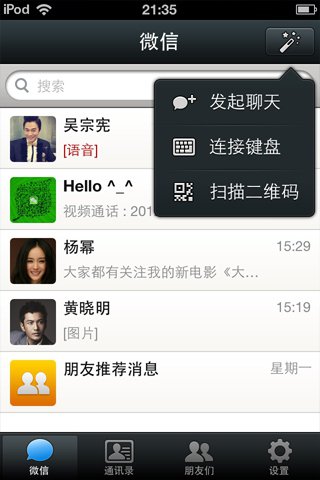 iPod 21:35
微信
搜索
发起聊天
连接键盘
扫描二维码
吴宗宪
[语音]
Hello ^_^
视频通话 : 201
杨幂 15:29
大家都有关注我的新电影《大…
黄晓明 15:19
[图片]
朋友推荐消息 星期一
微信 通讯录 朋友们 设置